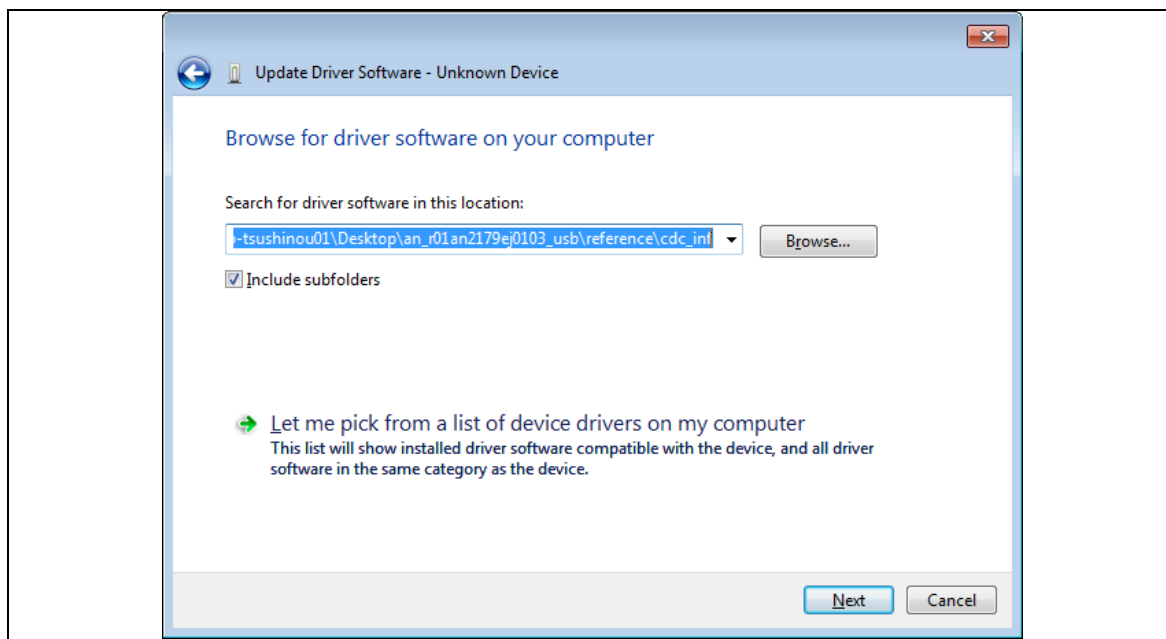 Update Driver Software - Unknown Device
Browse for driver software on your computer
Search for driver software in this location:
-tsushinou01\Desktop\an_r01an2179ej0103_usb\reference\cdc_inf
Browse...
Include subfolders
Let me pick from a list of device drivers on my computer
This list will show installed driver software compatible with the device, and all driver
software in the same category as the device.
Next
Cancel